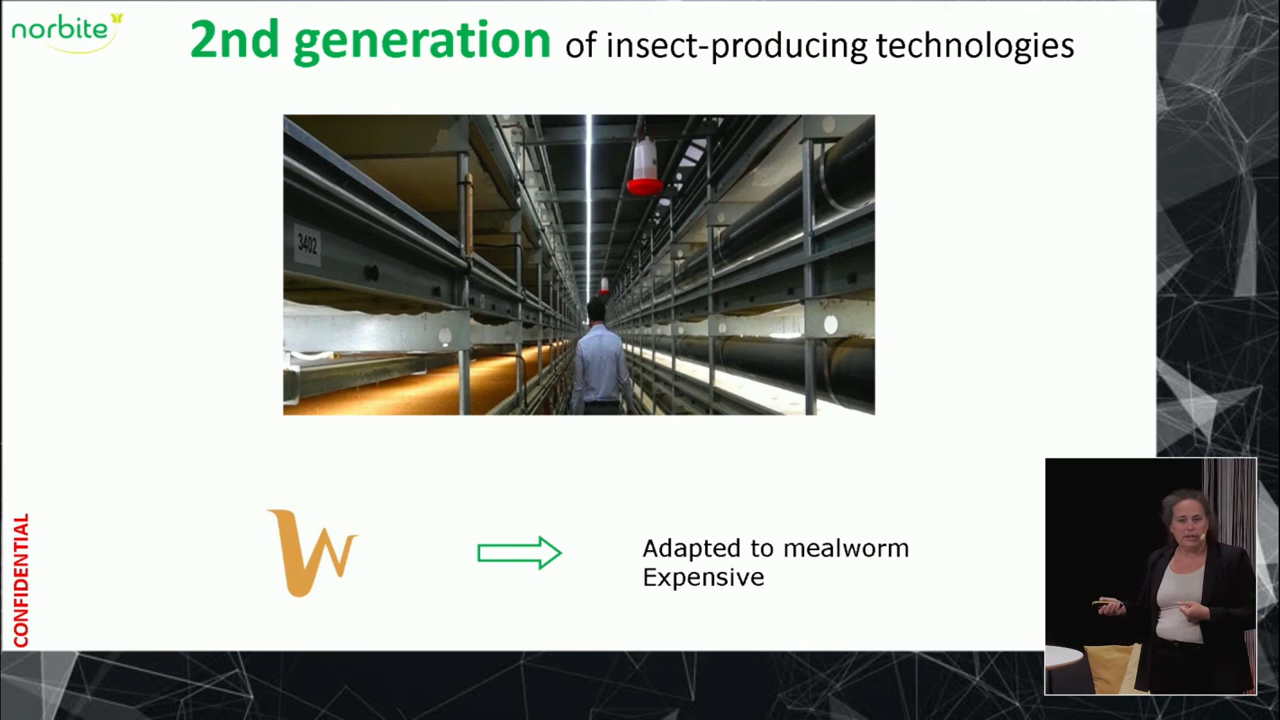 norbite
2nd generation of insect-producing technologies
3402
CONFIDENTIAL
W
Adapted to mealworm
Expensive